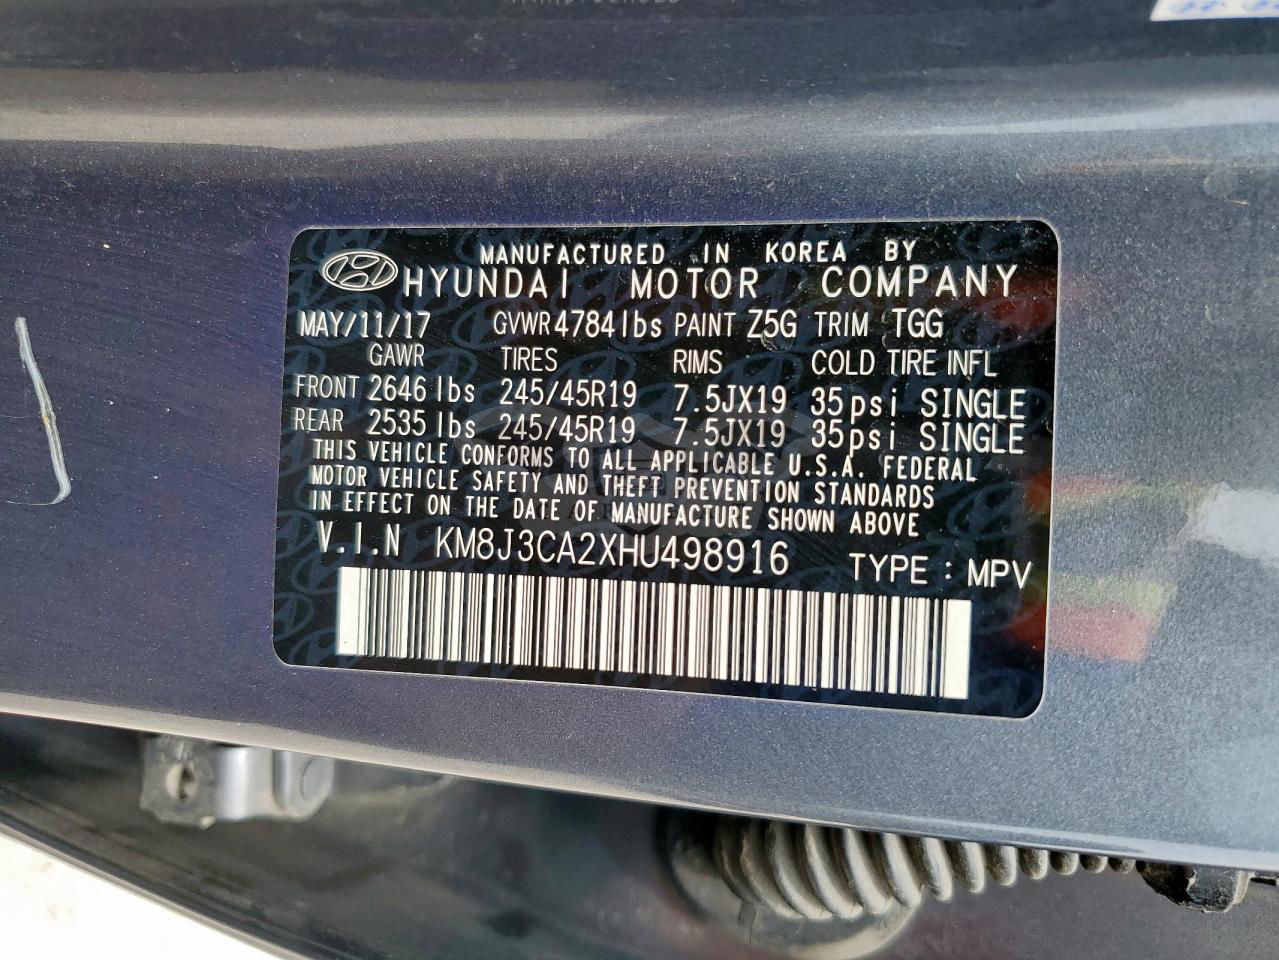 MANUFACTURED IN KOREA BY
HYUNDAI MOTOR COMPANY
MAY/11/17 GVWR 4784 lbs PAINT Z5G TRIM TGG
GAWR TIRES RIMS COLD TIRE INFL
FRONT 2646 lbs 245/45R19 7.5JX19 35psi SINGLE
REAR 2535 lbs 245/45R19 7.5JX19 35psi SINGLE
THIS VEHICLE CONFORMS TO ALL APPLICABLE U.S.A. FEDERAL
MOTOR VEHICLE SAFETY AND THEFT PREVENTION STANDARDS
IN EFFECT ON THE DATE OF MANUFACTURE SHOWN ABOVE
V.I.N KM8J3CA2XHU498916 TYPE : MPV